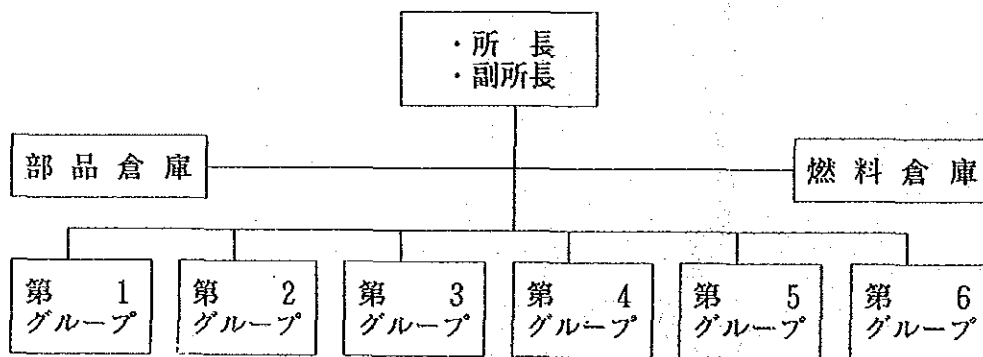 ・所　長
・副所長
部品倉庫
燃料倉庫
第　1
グループ
第　2
グループ
第　3
グループ
第　4
グループ
第　5
グループ
第　6
グループ